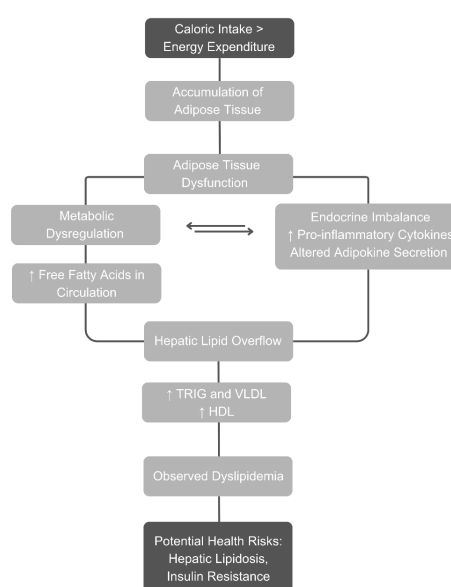 Caloric Intake >
Energy Expenditure
Accumulation of
Adipose Tissue
Adipose Tissue
Dysfunction
Metabolic
Dysregulation
Endocrine Imbalance
↑ Pro-inflammatory Cytokines
Altered Adipokine Secretion
↑ Free Fatty Acids in
Circulation
Hepatic Lipid Overflow
↑ TRIG and VLDL
↑ HDL
Observed Dyslipidemia
Potential Health Risks:
Hepatic Lipidosis,
Insulin Resistance